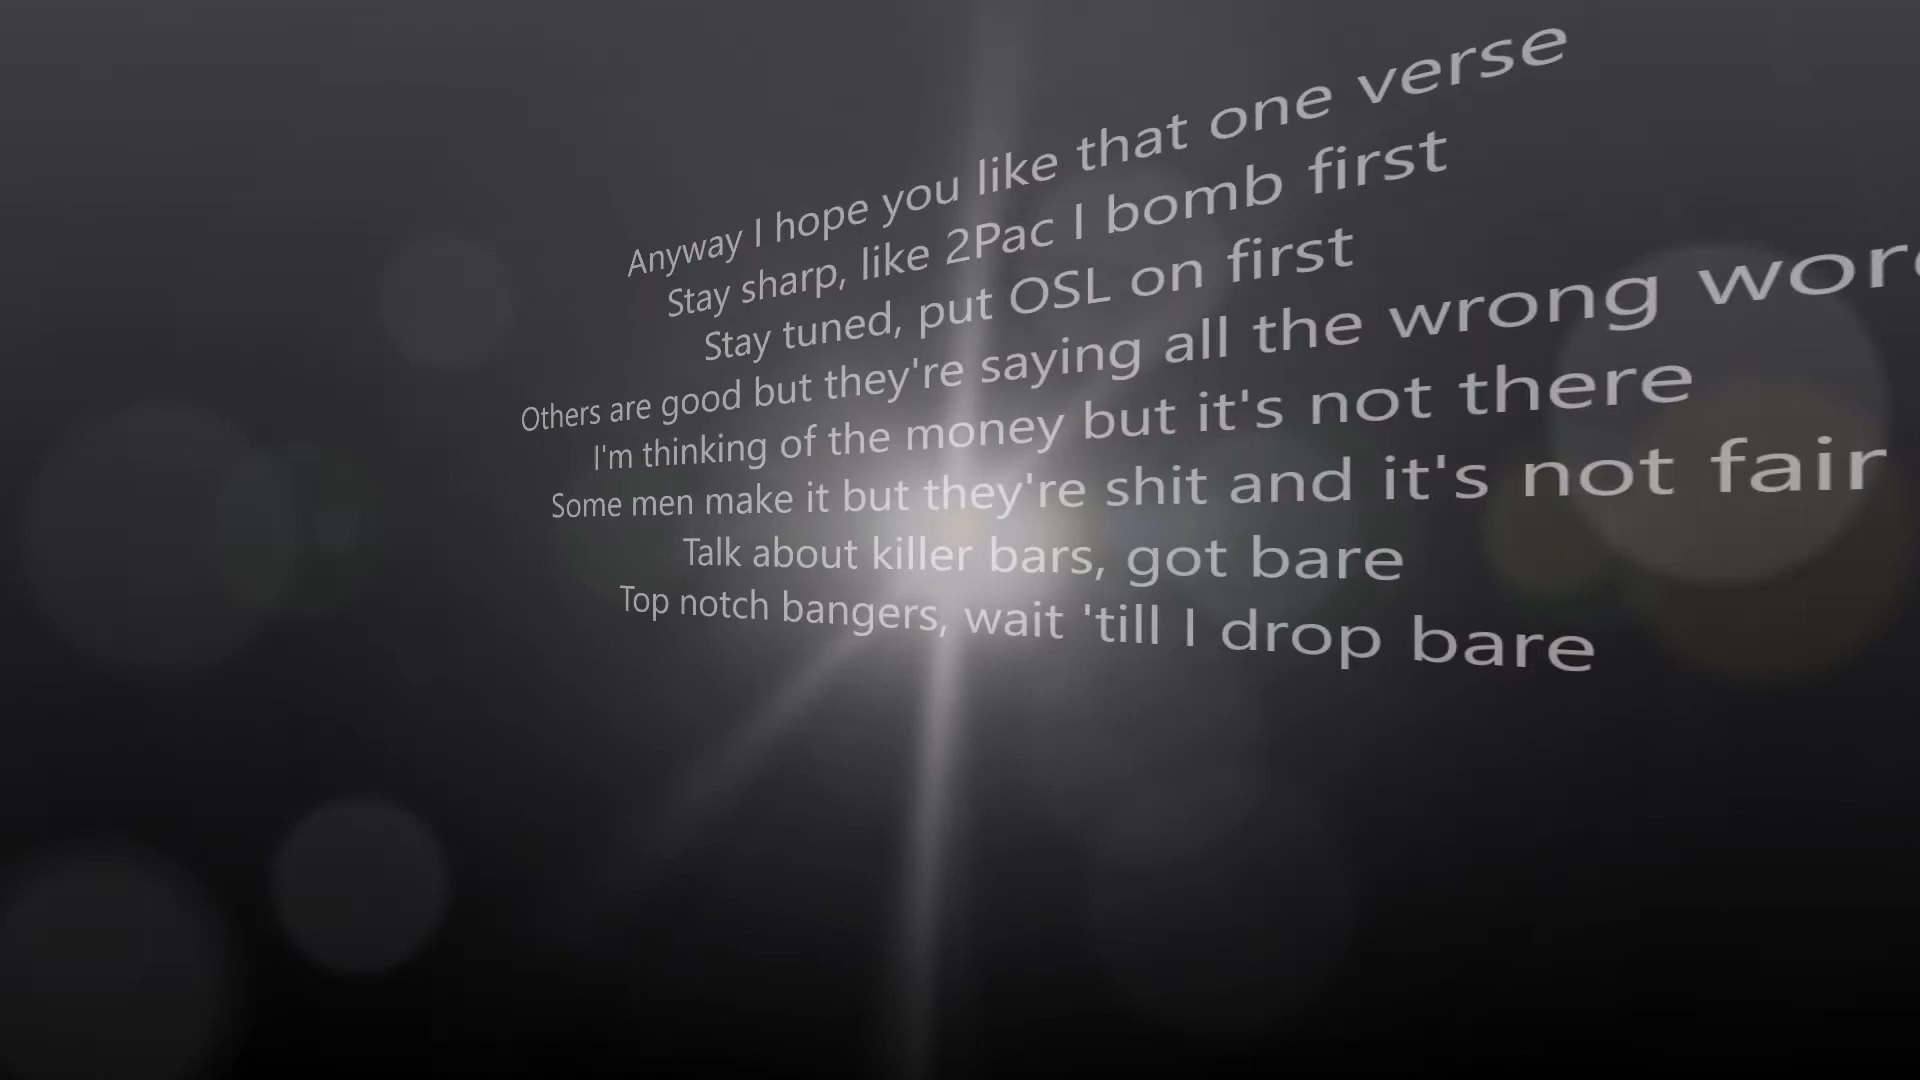 Anyway I hope you like that one verse
Stay sharp, like 2Pac I bomb first
Stay tuned, put OSL on first
Others are good but they're saying all the wrong
I'm thinking of the money but it's not there
Some men make it but they're shit and it's not fair
Talk about killer bars, got bare
Top notch bangers, wait 'till I drop bare